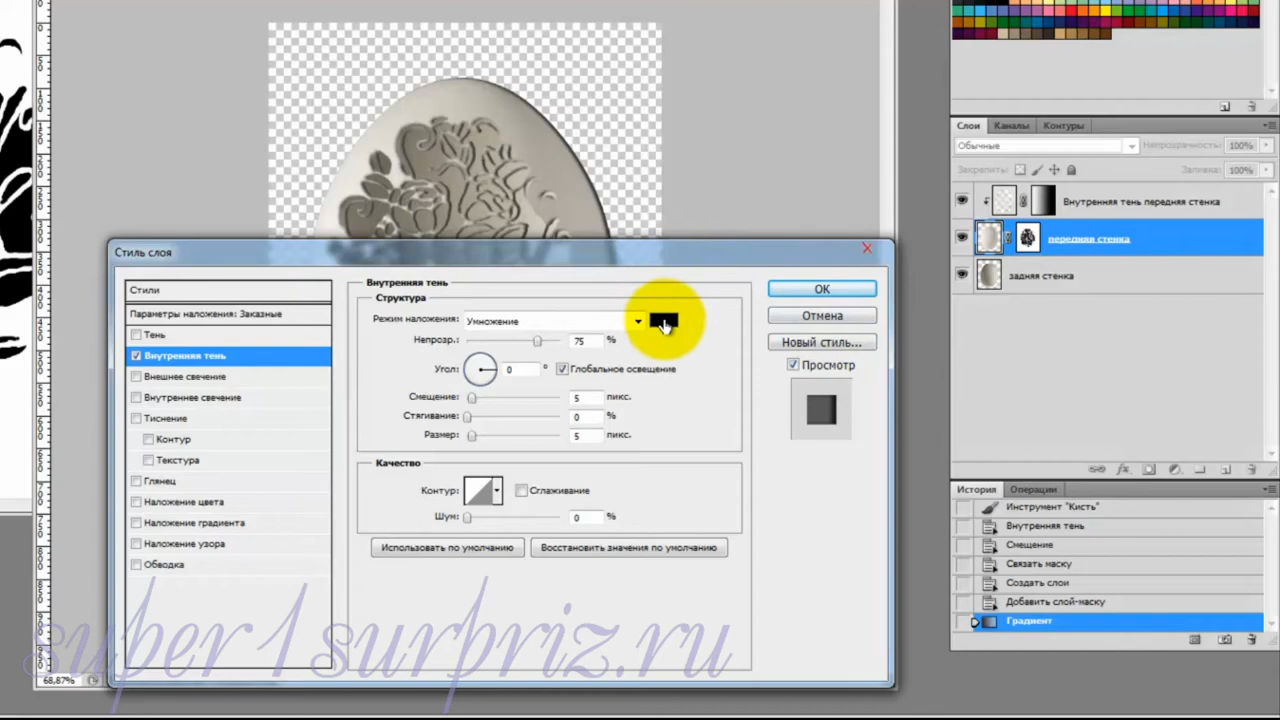 Стиль слоя
Стили
Параметры наложения: Заказные
Тень
Внутренняя тень
Внешнее свечение
Внутреннее свечение
Тиснение
Контур
Текстура
Глянец
Наложение цвета
Наложение градиента
Наложение узора
Обводка
Внутренняя тень
Структура
Режим наложения: Умножение
Непрозр.: 75 %
Угол: 0 °
Глобальное освещение
Смещение: 5 пикс.
Стягивание: 0 %
Размер: 5 пикс.
Качество
Контур:
Сглаживание
Шум: 0 %
Использовать по умолчанию
Восстановить значения по умолчанию
ОК
Отмена
Новый стиль...
Просмотр
Слои Каналы Контуры
Обычные
Непрозрачность: 100%
Закрепить:
Заливка: 100%
Внутренняя тень передняя стенка
передняя стенка
задняя стенка
История Операции
Инструмент "Кисть"
Внутренняя тень
Смещение
Связать маску
Создать слои
Добавить слой-маску
Градиент
68,87%
super1surpriz.ru